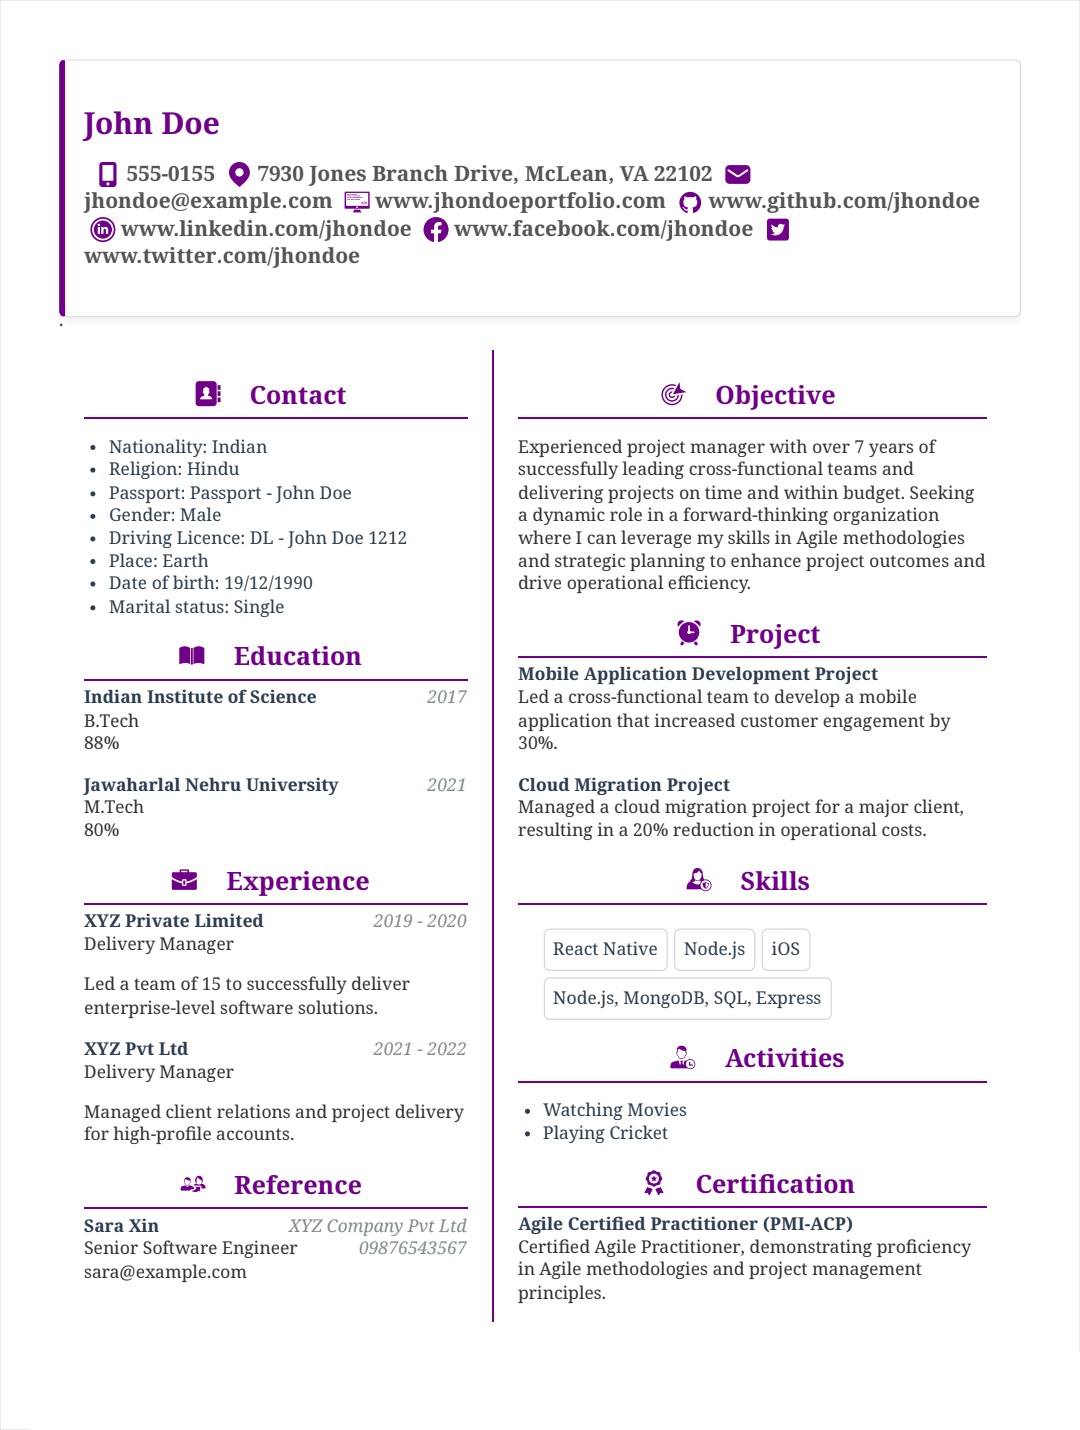 John Doe
555-0155 7930 Jones Branch Drive, McLean, VA 22102
jhondoe@example.com www.jhondoeportfolio.com www.github.com/jhondoe
www.linkedin.com/jhondoe www.facebook.com/jhondoe
www.twitter.com/jhondoe
.
Contact
• Nationality: Indian
• Religion: Hindu
• Passport: Passport - John Doe
• Gender: Male
• Driving Licence: DL - John Doe 1212
• Place: Earth
• Date of birth: 19/12/1990
• Marital status: Single
Education
Indian Institute of Science 2017
B.Tech
88%
Jawaharlal Nehru University 2021
M.Tech
80%
Experience
XYZ Private Limited 2019 - 2020
Delivery Manager
Led a team of 15 to successfully deliver
enterprise-level software solutions.
XYZ Pvt Ltd 2021 - 2022
Delivery Manager
Managed client relations and project delivery
for high-profile accounts.
Reference
Sara Xin XYZ Company Pvt Ltd
Senior Software Engineer 09876543567
sara@example.com
Objective
Experienced project manager with over 7 years of
successfully leading cross-functional teams and
delivering projects on time and within budget. Seeking
a dynamic role in a forward-thinking organization
where I can leverage my skills in Agile methodologies
and strategic planning to enhance project outcomes and
drive operational efficiency.
Project
Mobile Application Development Project
Led a cross-functional team to develop a mobile
application that increased customer engagement by
30%.
Cloud Migration Project
Managed a cloud migration project for a major client,
resulting in a 20% reduction in operational costs.
Skills
React Native Node.js iOS
Node.js, MongoDB, SQL, Express
Activities
• Watching Movies
• Playing Cricket
Certification
Agile Certified Practitioner (PMI-ACP)
Certified Agile Practitioner, demonstrating proficiency
in Agile methodologies and project management
principles.